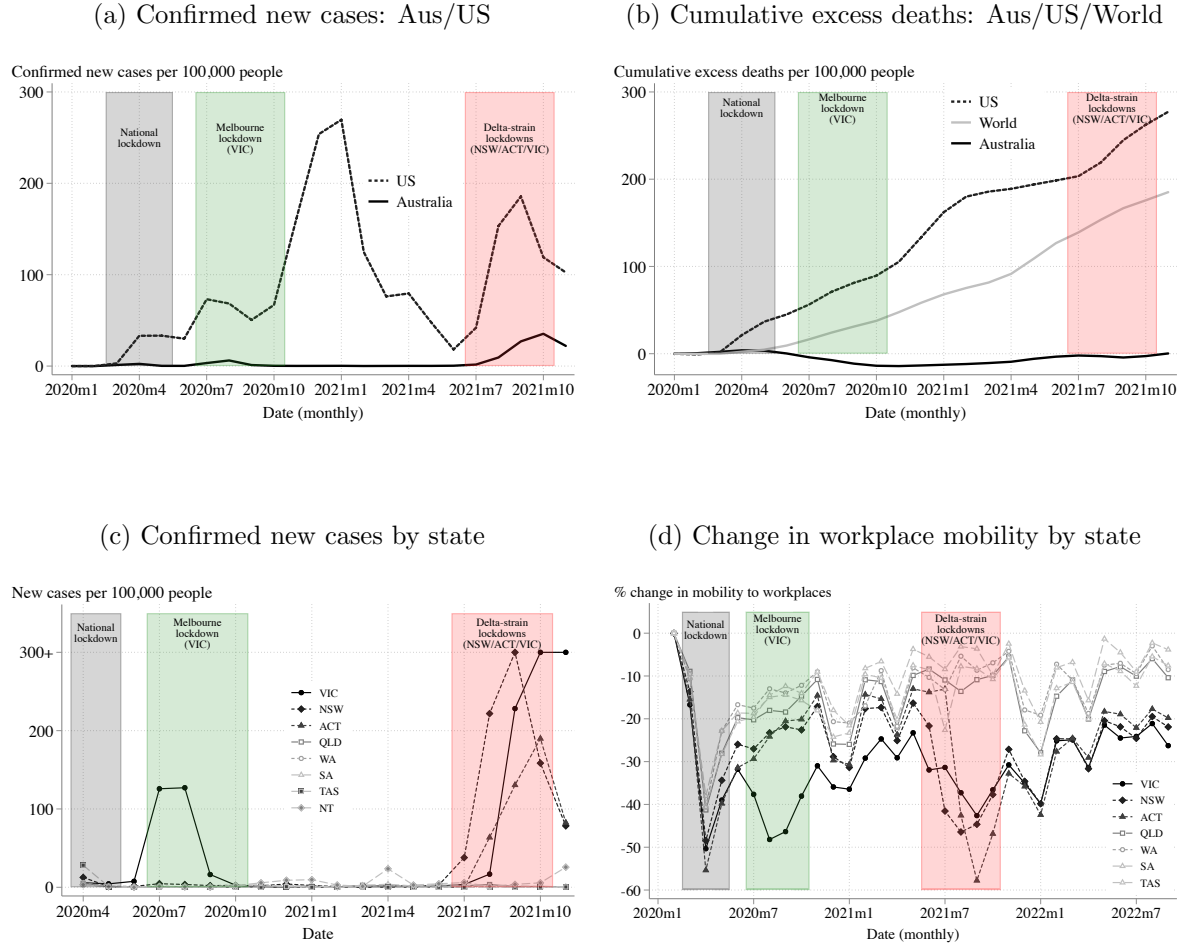 (a) Confirmed new cases: Aus/US
Confirmed new cases per 100,000 people
300
200
100
0
National
lockdown
Melbourne
lockdown
(VIC)
Delta-strain
lockdowns
(NSW/ACT/VIC)
US
Australia
2020m1 2020m4 2020m7 2020m10 2021m1 2021m4 2021m7 2021m10
Date (monthly)
(b) Cumulative excess deaths: Aus/US/World
Cumulative excess deaths per 100,000 people
300
200
100
0
National
lockdown
Melbourne
lockdown
(VIC)
US
World
Australia
Delta-strain
lockdowns
(NSW/ACT/VIC)
2020m1 2020m4 2020m7 2020m10 2021m1 2021m4 2021m7 2021m10
Date (monthly)
(c) Confirmed new cases by state
New cases per 100,000 people
300+
200
100
0
National
lockdown
Melbourne
lockdown
(VIC)
Delta-strain
lockdowns
(NSW/ACT/VIC)
VIC
NSW
ACT
QLD
WA
SA
TAS
NT
2020m4 2020m7 2020m10 2021m1 2021m4 2021m7 2021m10
Date
(d) Change in workplace mobility by state
% change in mobility to workplaces
0
-10
-20
-30
-40
-50
-60
National
lockdown
Melbourne
lockdown
(VIC)
Delta-strain
lockdowns
(NSW/ACT/VIC)
VIC
NSW
ACT
QLD
WA
SA
TAS
2020m1 2020m7 2021m1 2021m7 2022m1 2022m7
Date (monthly)